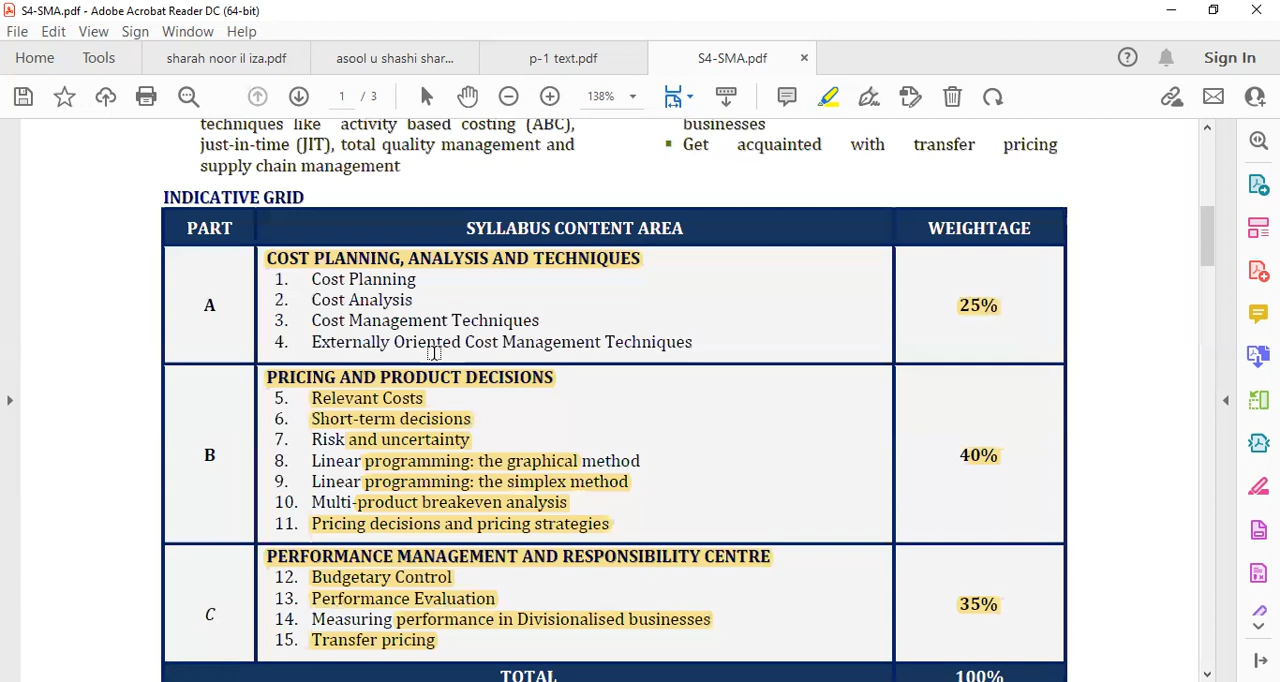 S4-SMA.pdf - Adobe Acrobat Reader DC (64-bit)
File Edit View Sign Window Help
Home Tools sharah noor il iza.pdf asool u shashi shar... p-1 text.pdf S4-SMA.pdf × Sign In
1 / 3 138%
techniques like activity based costing (ABC),
just-in-time (JIT), total quality management and
supply chain management
businesses
▪ Get acquainted with transfer pricing
INDICATIVE GRID
PART SYLLABUS CONTENT AREA WEIGHTAGE
A
COST PLANNING, ANALYSIS AND TECHNIQUES
1. Cost Planning
2. Cost Analysis
3. Cost Management Techniques
4. Externally Oriented Cost Management Techniques
25%
B
PRICING AND PRODUCT DECISIONS
5. Relevant Costs
6. Short-term decisions
7. Risk and uncertainty
8. Linear programming: the graphical method
9. Linear programming: the simplex method
10. Multi-product breakeven analysis
11. Pricing decisions and pricing strategies
40%
C
PERFORMANCE MANAGEMENT AND RESPONSIBILITY CENTRE
12. Budgetary Control
13. Performance Evaluation
14. Measuring performance in Divisionalised businesses
15. Transfer pricing
35%
TOTAL 100%